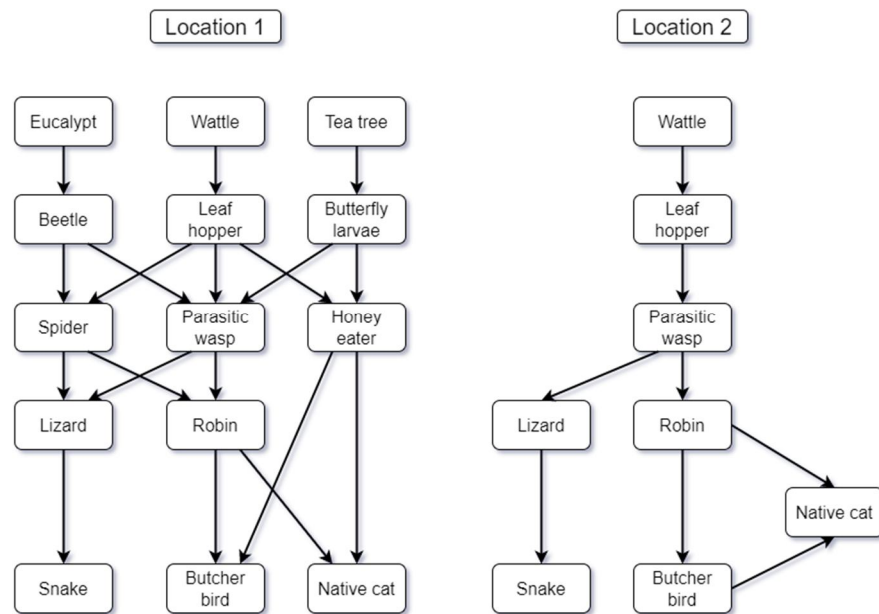 Location 1
Location 2
Eucalypt
Wattle
Tea tree
Wattle
Beetle
Leaf
hopper
Butterfly
larvae
Leaf
hopper
Spider
Parasitic
wasp
Honey
eater
Parasitic
wasp
Lizard
Robin
Lizard
Robin
Native cat
Snake
Butcher
bird
Native cat
Snake
Butcher
bird